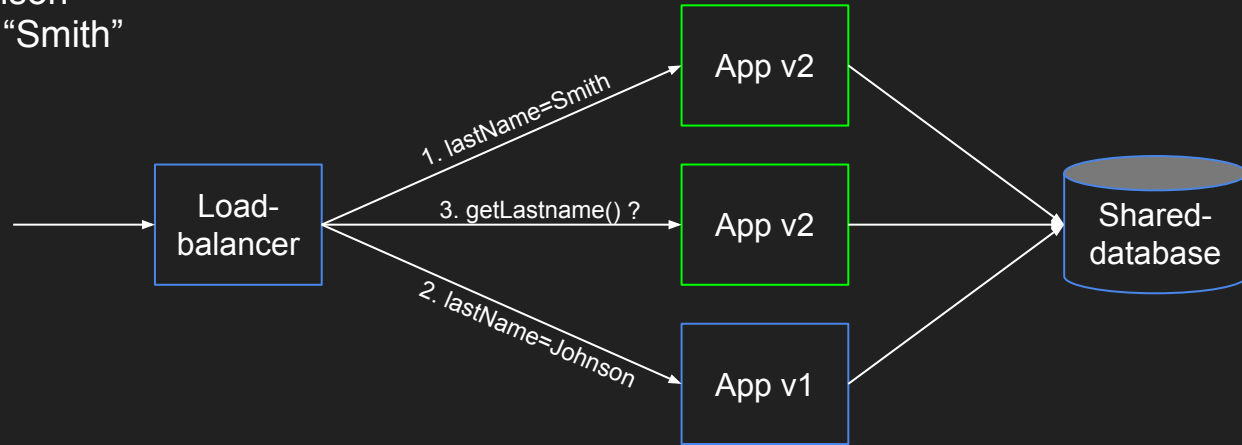 “Smith”
App v2
1. lastName=Smith
Load-
balancer
3. getLastname() ?
App v2
Shared-
database
2. lastName=Johnson
App v1